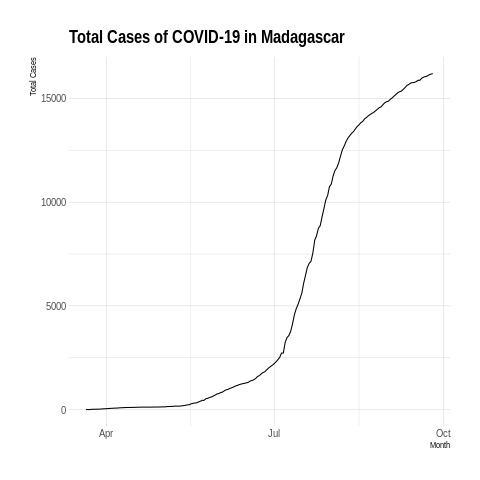 Total Cases of COVID-19 in Madagascar
Total Cases
15000
10000
5000
0
Apr
Jul
Oct
Month